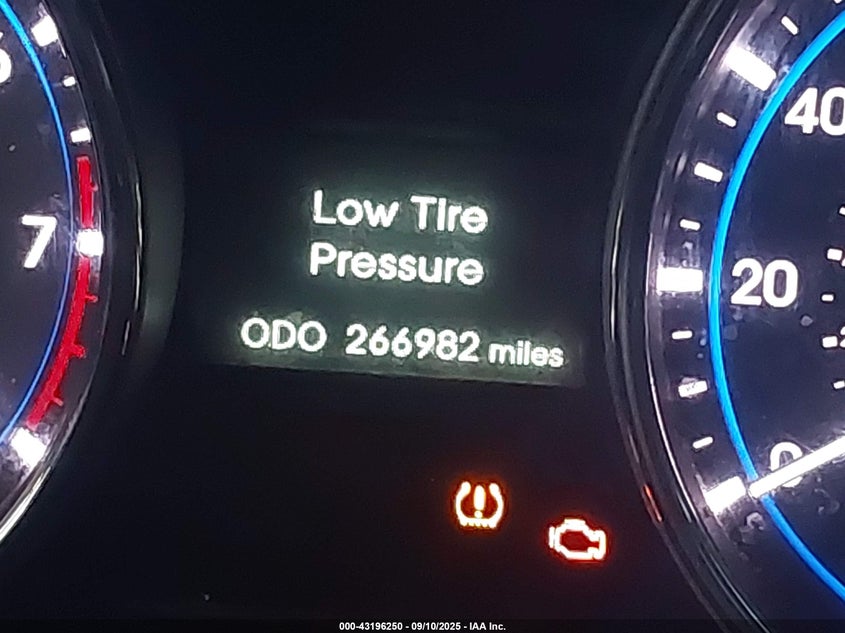 7
Low Tire
Pressure
ODO 266982 miles
40
20
0
000-43196250 - 09/10/2025 - IAA Inc.